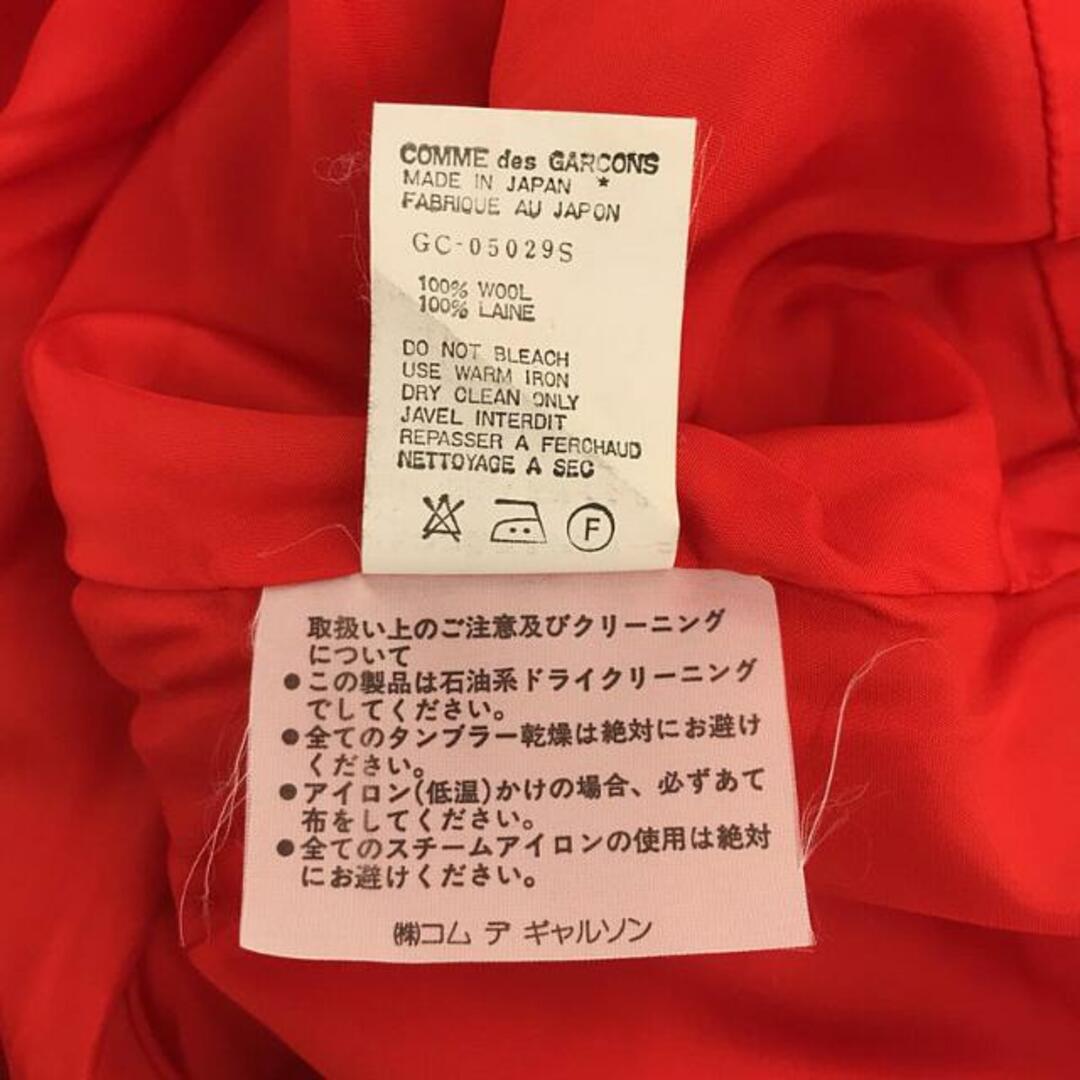 COMME des GARCONS
MADE IN JAPAN *
FABRIQUE AU JAPON
GC-05029S
100% WOOL
100% LAINE
DO NOT BLEACH
USE WARM IRON
DRY CLEAN ONLY
JAVEL INTERDIT
REPASSER A FERCHAUD
NETTOYAGE A SEC
F
取扱い上のご注意及びクリーニング
について
●この製品は石油系ドライクリーニング
でしてください。
●全てのタンブラー乾燥は絶対にお避け
ください。
●アイロン(低温)かけの場合、必ずあて
布をしてください。
●全てのスチームアイロンの使用は絶対
にお避けください。
㈱コム デ ギャルソン